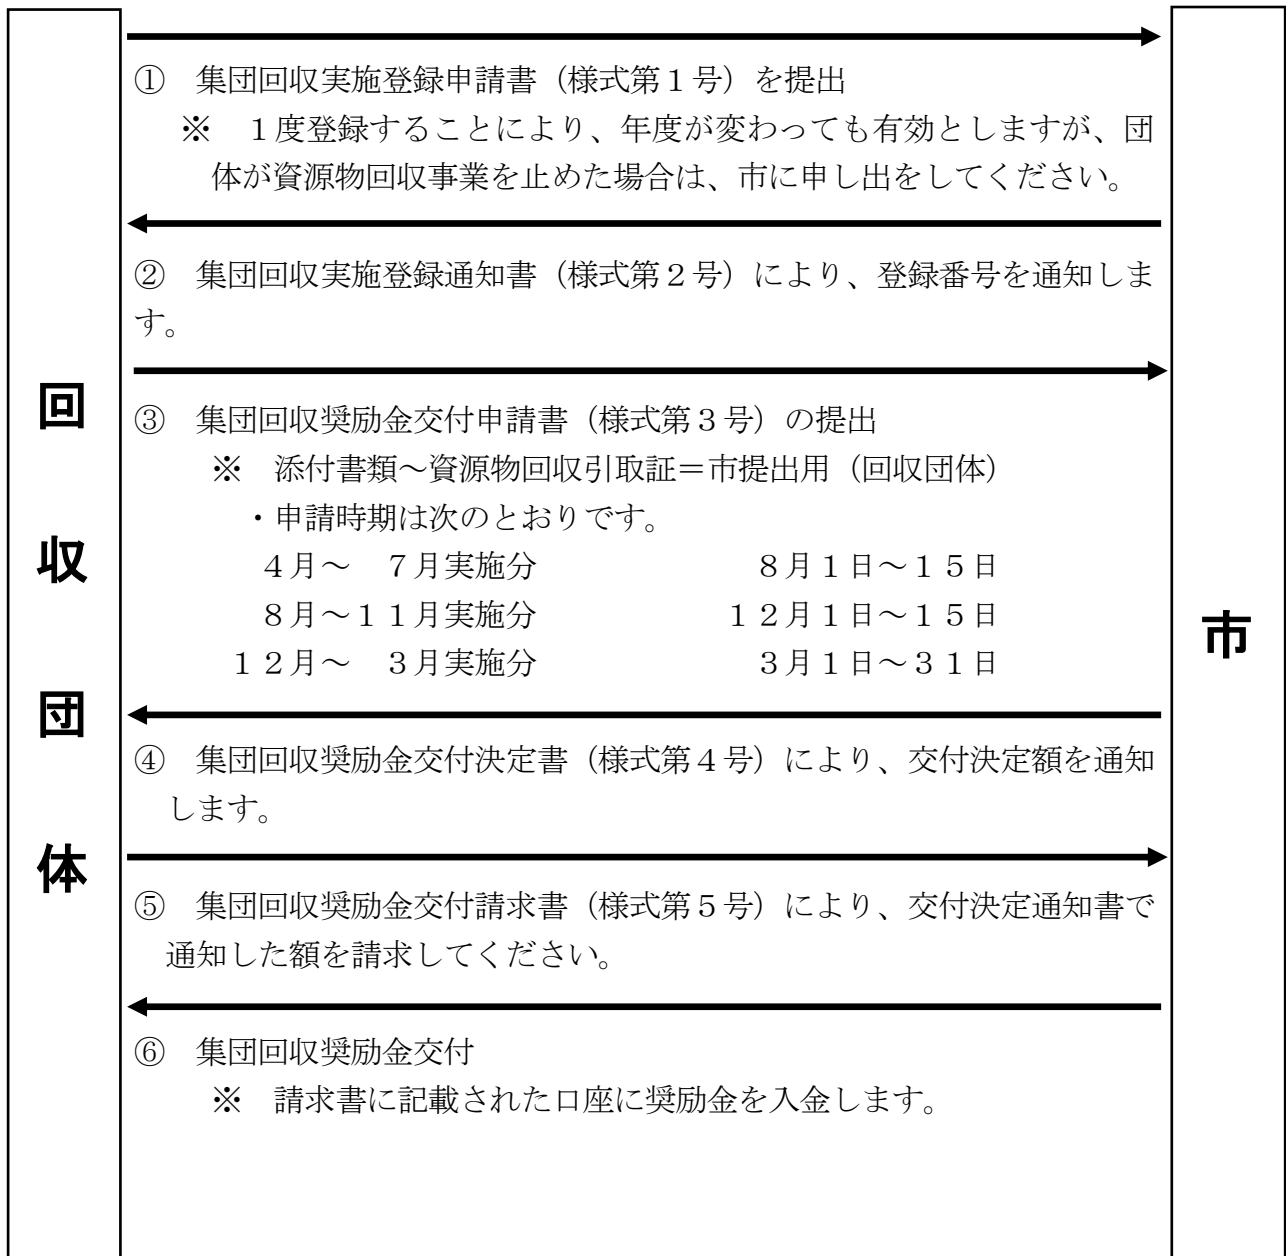 ① 集団回収実施登録申請書（様式第１号）を提出
※ １度登録することにより、年度が変わっても有効としますが、団
体が資源物回収事業を止めた場合は、市に申し出をしてください。
② 集団回収実施登録通知書（様式第２号）により、登録番号を通知しま
す。
③ 集団回収奨励金交付申請書（様式第３号）の提出
※ 添付書類～資源物回収引取証＝市提出用（回収団体）
・申請時期は次のとおりです。
４月～ ７月実施分 ８月１日～１５日
８月～１１月実施分 １２月１日～１５日
１２月～ ３月実施分 ３月１日～３１日
④ 集団回収奨励金交付決定書（様式第４号）により、交付決定額を通知
します。
⑤ 集団回収奨励金交付請求書（様式第５号）により、交付決定通知書で
通知した額を請求してください。
⑥ 集団回収奨励金交付
※ 請求書に記載された口座に奨励金を入金します。
回収団体
市